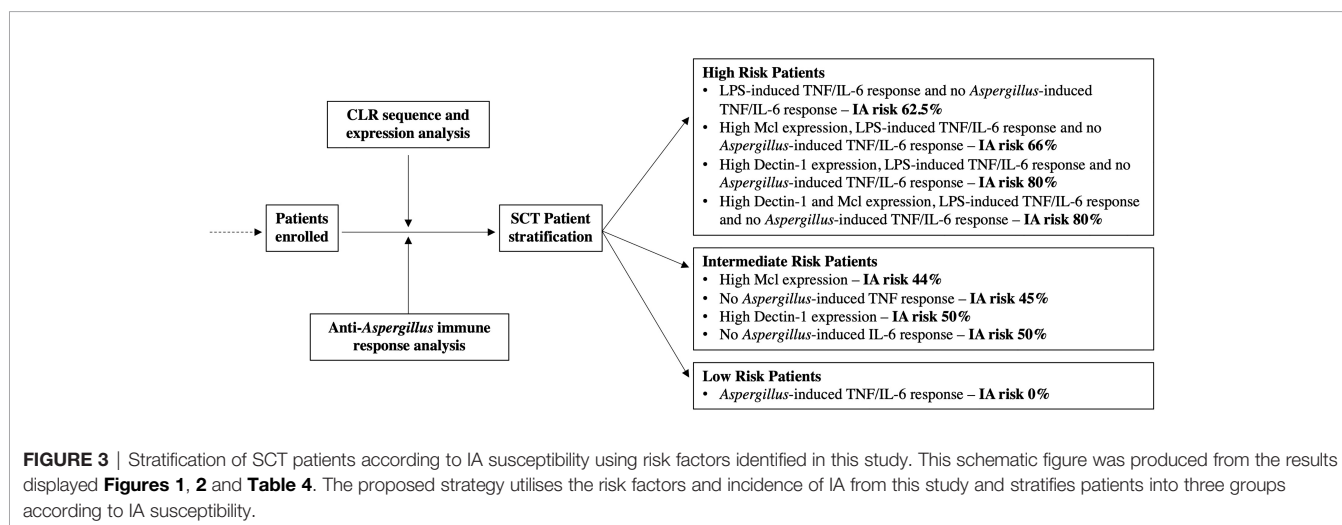 CLR sequence and
expression analysis
Patients
enrolled
SCT Patient
stratification
Anti-Aspergillus immune
response analysis
High Risk Patients
• LPS-induced TNF/IL-6 response and no Aspergillus-induced
TNF/IL-6 response – IA risk 62.5%
• High Mcl expression, LPS-induced TNF/IL-6 response and no
Aspergillus-induced TNF/IL-6 response – IA risk 66%
• High Dectin-1 expression, LPS-induced TNF/IL-6 response and no
Aspergillus-induced TNF/IL-6 response – IA risk 80%
• High Dectin-1 and Mcl expression, LPS-induced TNF/IL-6 response
and no Aspergillus-induced TNF/IL-6 response – IA risk 80%
Intermediate Risk Patients
• High Mcl expression – IA risk 44%
• No Aspergillus-induced TNF response – IA risk 45%
• High Dectin-1 expression – IA risk 50%
• No Aspergillus-induced IL-6 response – IA risk 50%
Low Risk Patients
• Aspergillus-induced TNF/IL-6 response – IA risk 0%
FIGURE 3 | Stratification of SCT patients according to IA susceptibility using risk factors identified in this study. This schematic figure was produced from the results
displayed Figures 1, 2 and Table 4. The proposed strategy utilises the risk factors and incidence of IA from this study and stratifies patients into three groups
according to IA susceptibility.